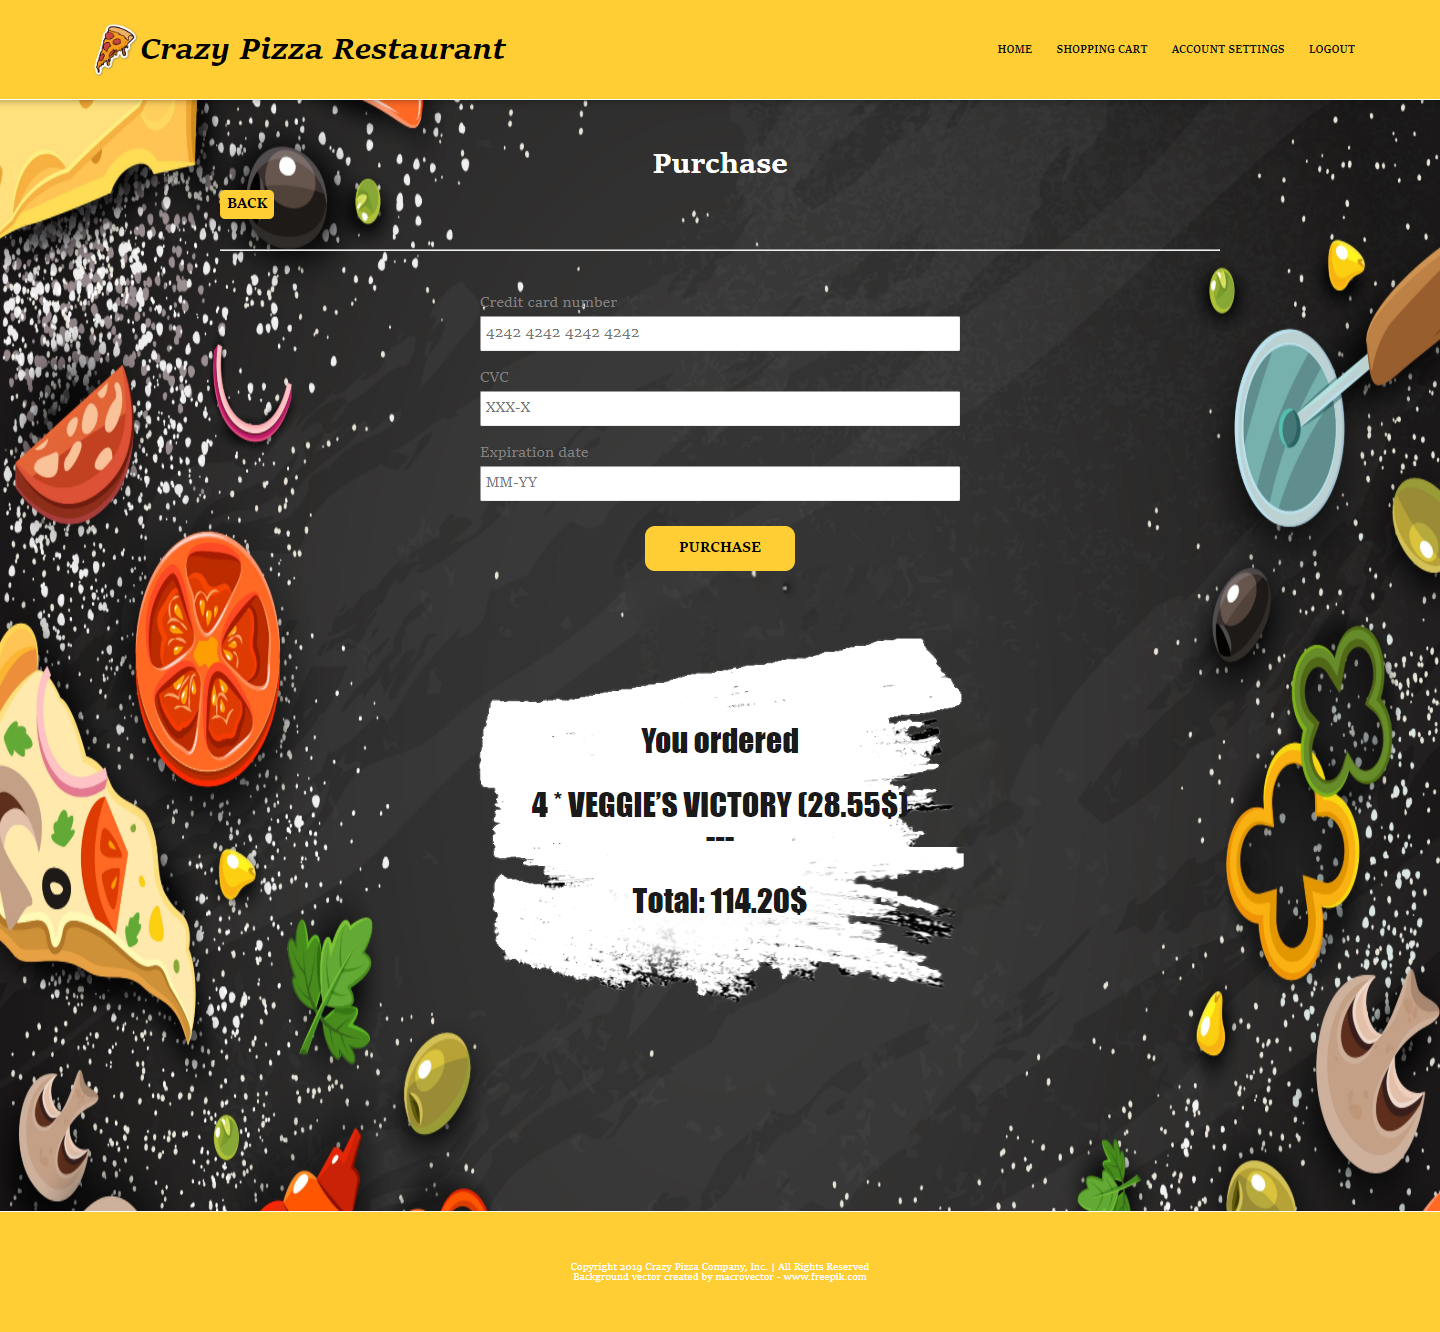 Crazy Pizza Restaurant
HOME SHOPPING CART ACCOUNT SETTINGS LOGOUT
Purchase
BACK
Credit card number
4242 4242 4242 4242
CVC
XXX-X
Expiration date
MM-YY
PURCHASE
You ordered
4 * VEGGIE'S VICTORY (28.55$)
---
Total: 114.20$
Copyright 2019 Crazy Pizza Company, Inc. | All Rights Reserved
Background vector created by macrovector - www.freepik.com